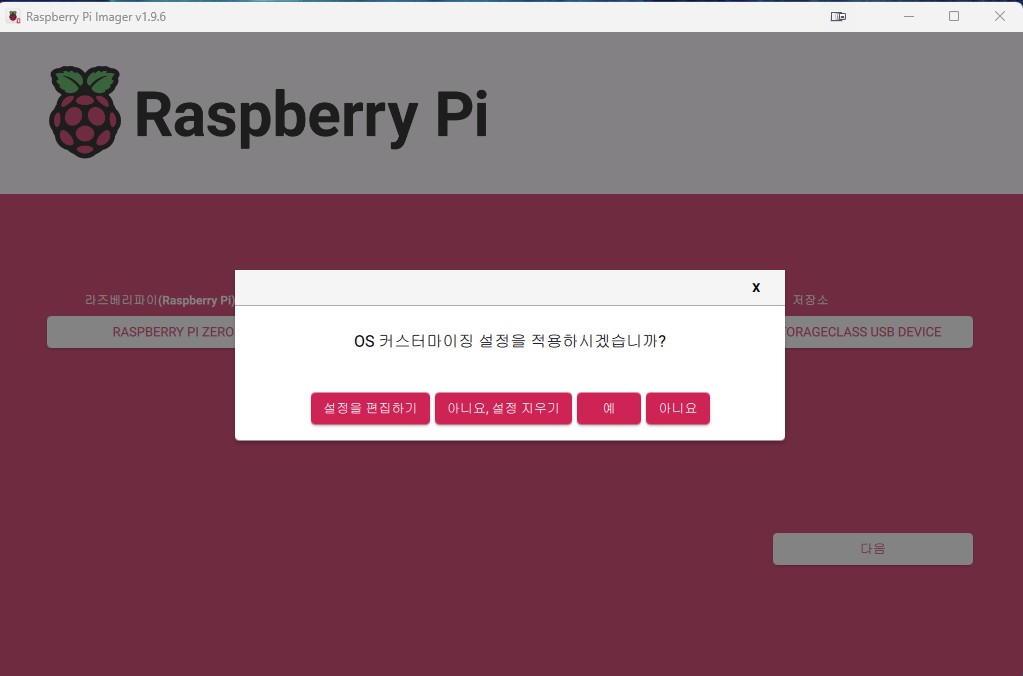 Raspberry Pi Imager v1.9.6
Raspberry Pi
라즈베리파이(Raspberry Pi)
저장소
RASPBERRY PI ZERO
USB DEVICE
X
OS 커스터마이징 설정을 적용하시겠습니까?
설정을 편집하기
아니요, 설정 지우기
예
아니요
다음